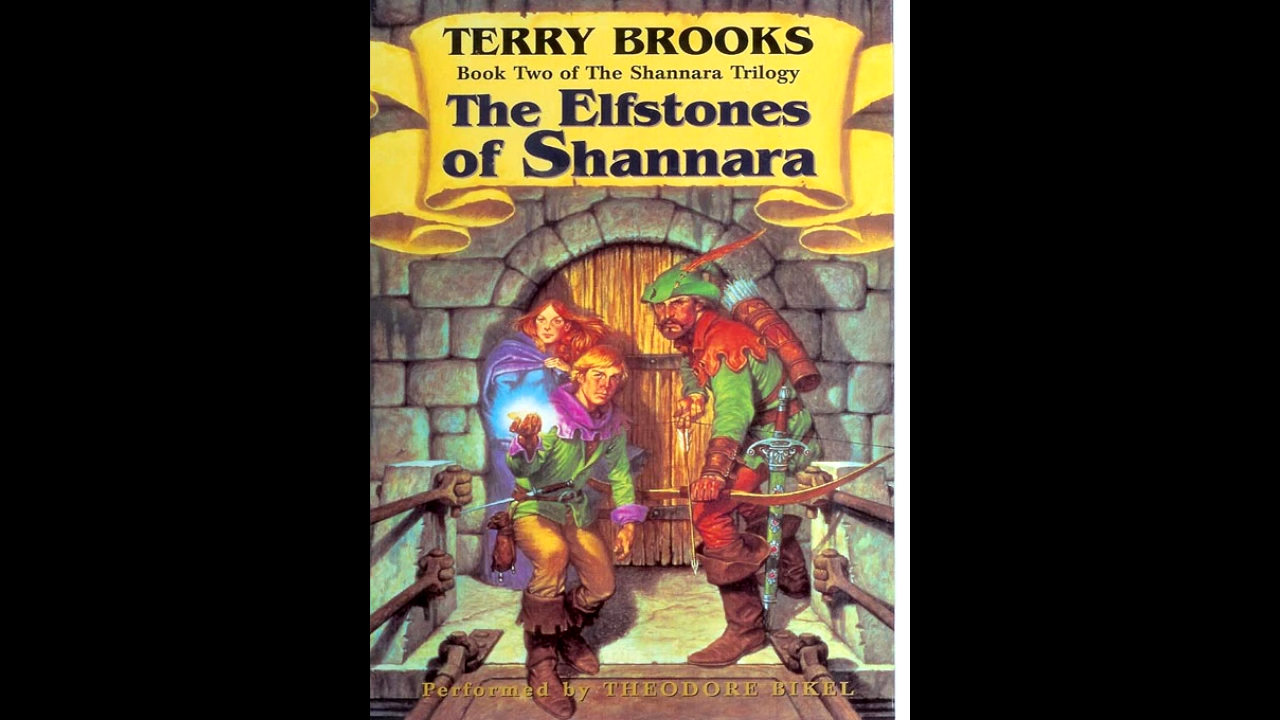 TERRY BROOKS
Book Two of The Shannara Trilogy
The Elfstones
of Shannara
Performed by THEODORE BIKEL